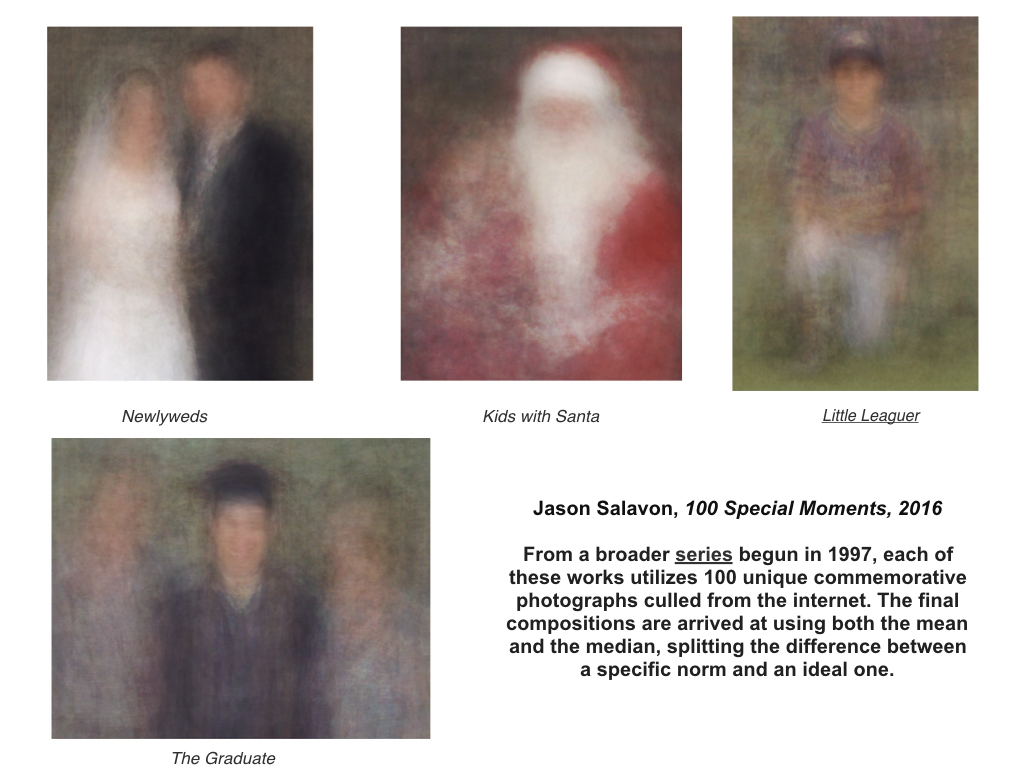 Newlyweds
Kids with Santa
Little Leaguer
Jason Salavon, 100 Special Moments, 2016
From a broader series begun in 1997, each of
these works utilizes 100 unique commemorative
photographs culled from the internet. The final
compositions are arrived at using both the mean
and the median, splitting the difference between
a specific norm and an ideal one.
The Graduate